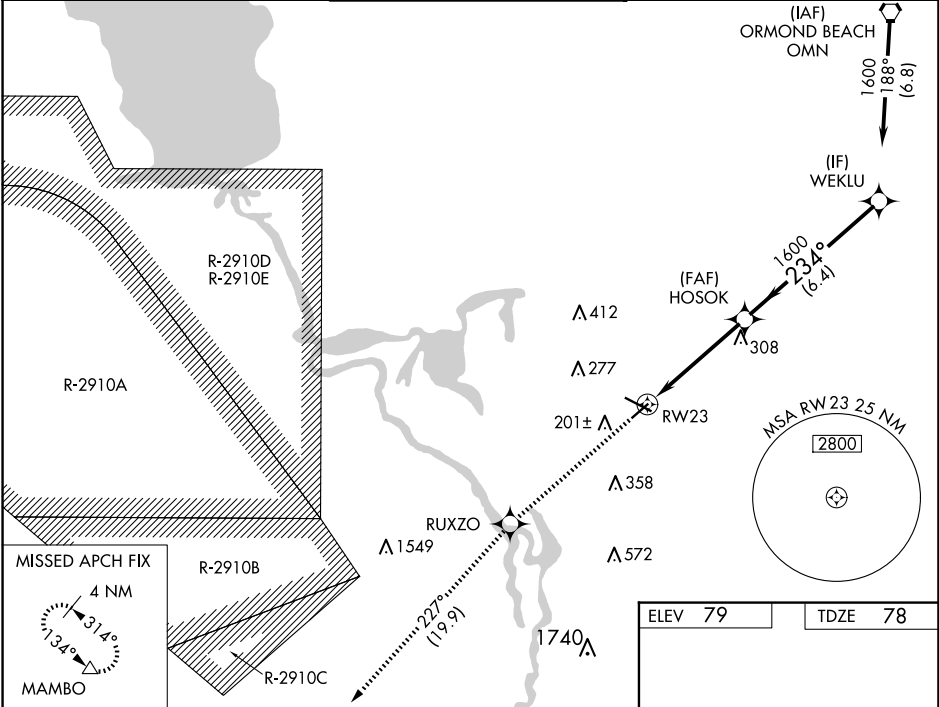 (IAF)
ORMOND BEACH
OMN
1600
188°
(6.8)
(IF)
WEKLU
1600
234°
(6.4)
(FAF)
HOSOK
R-2910D
R-2910E
412
308
277
R-2910A
201±
RW23
MSA RW23 25 NM
2800
358
RUXZO
1549
572
MISSED APCH FIX
4 NM
314°
134°
MAMBO
R-2910B
227°
(19.9)
1740
R-2910C
ELEV 79
TDZE 78